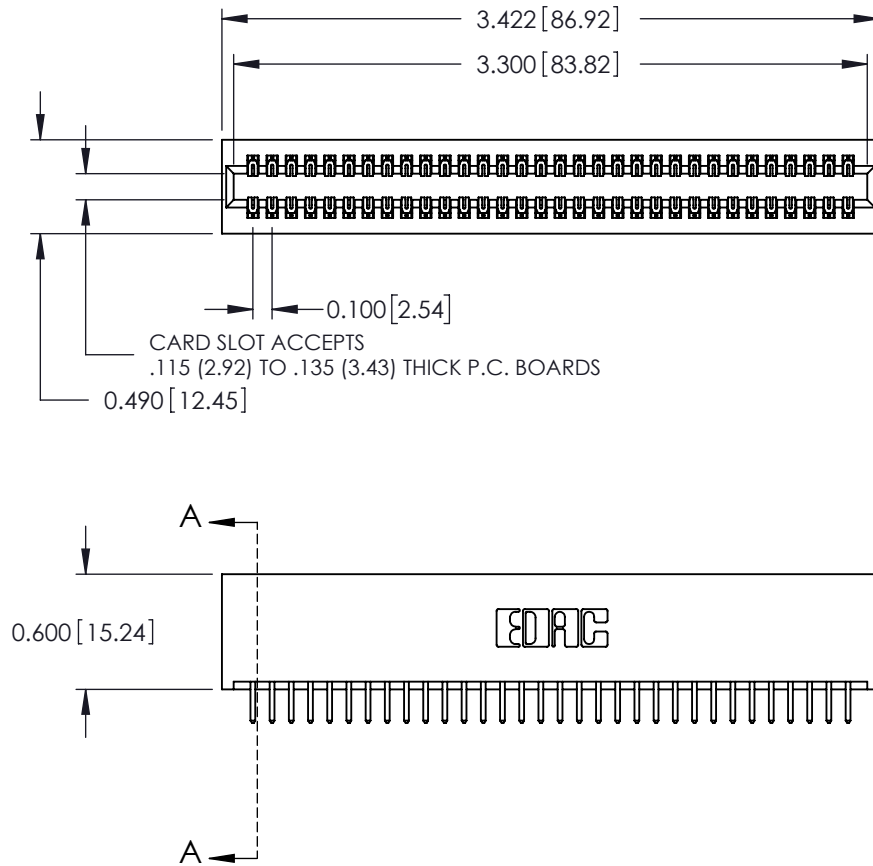 3.422 [86.92]
3.300 [83.82]
0.100 [2.54]
CARD SLOT ACCEPTS
.115 (2.92) TO .135 (3.43) THICK P.C. BOARDS
0.490 [12.45]
A
0.600 [15.24]
EDAC
A